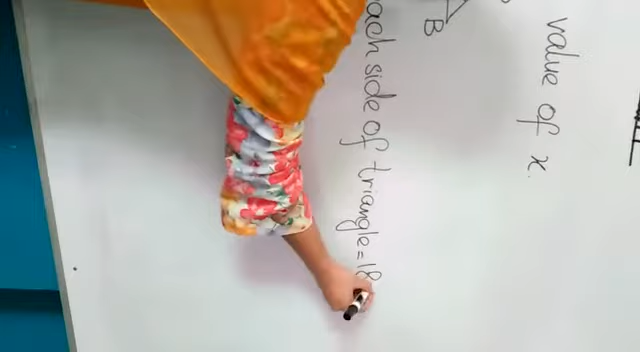 value of x.
B
ach side of triangle = 18